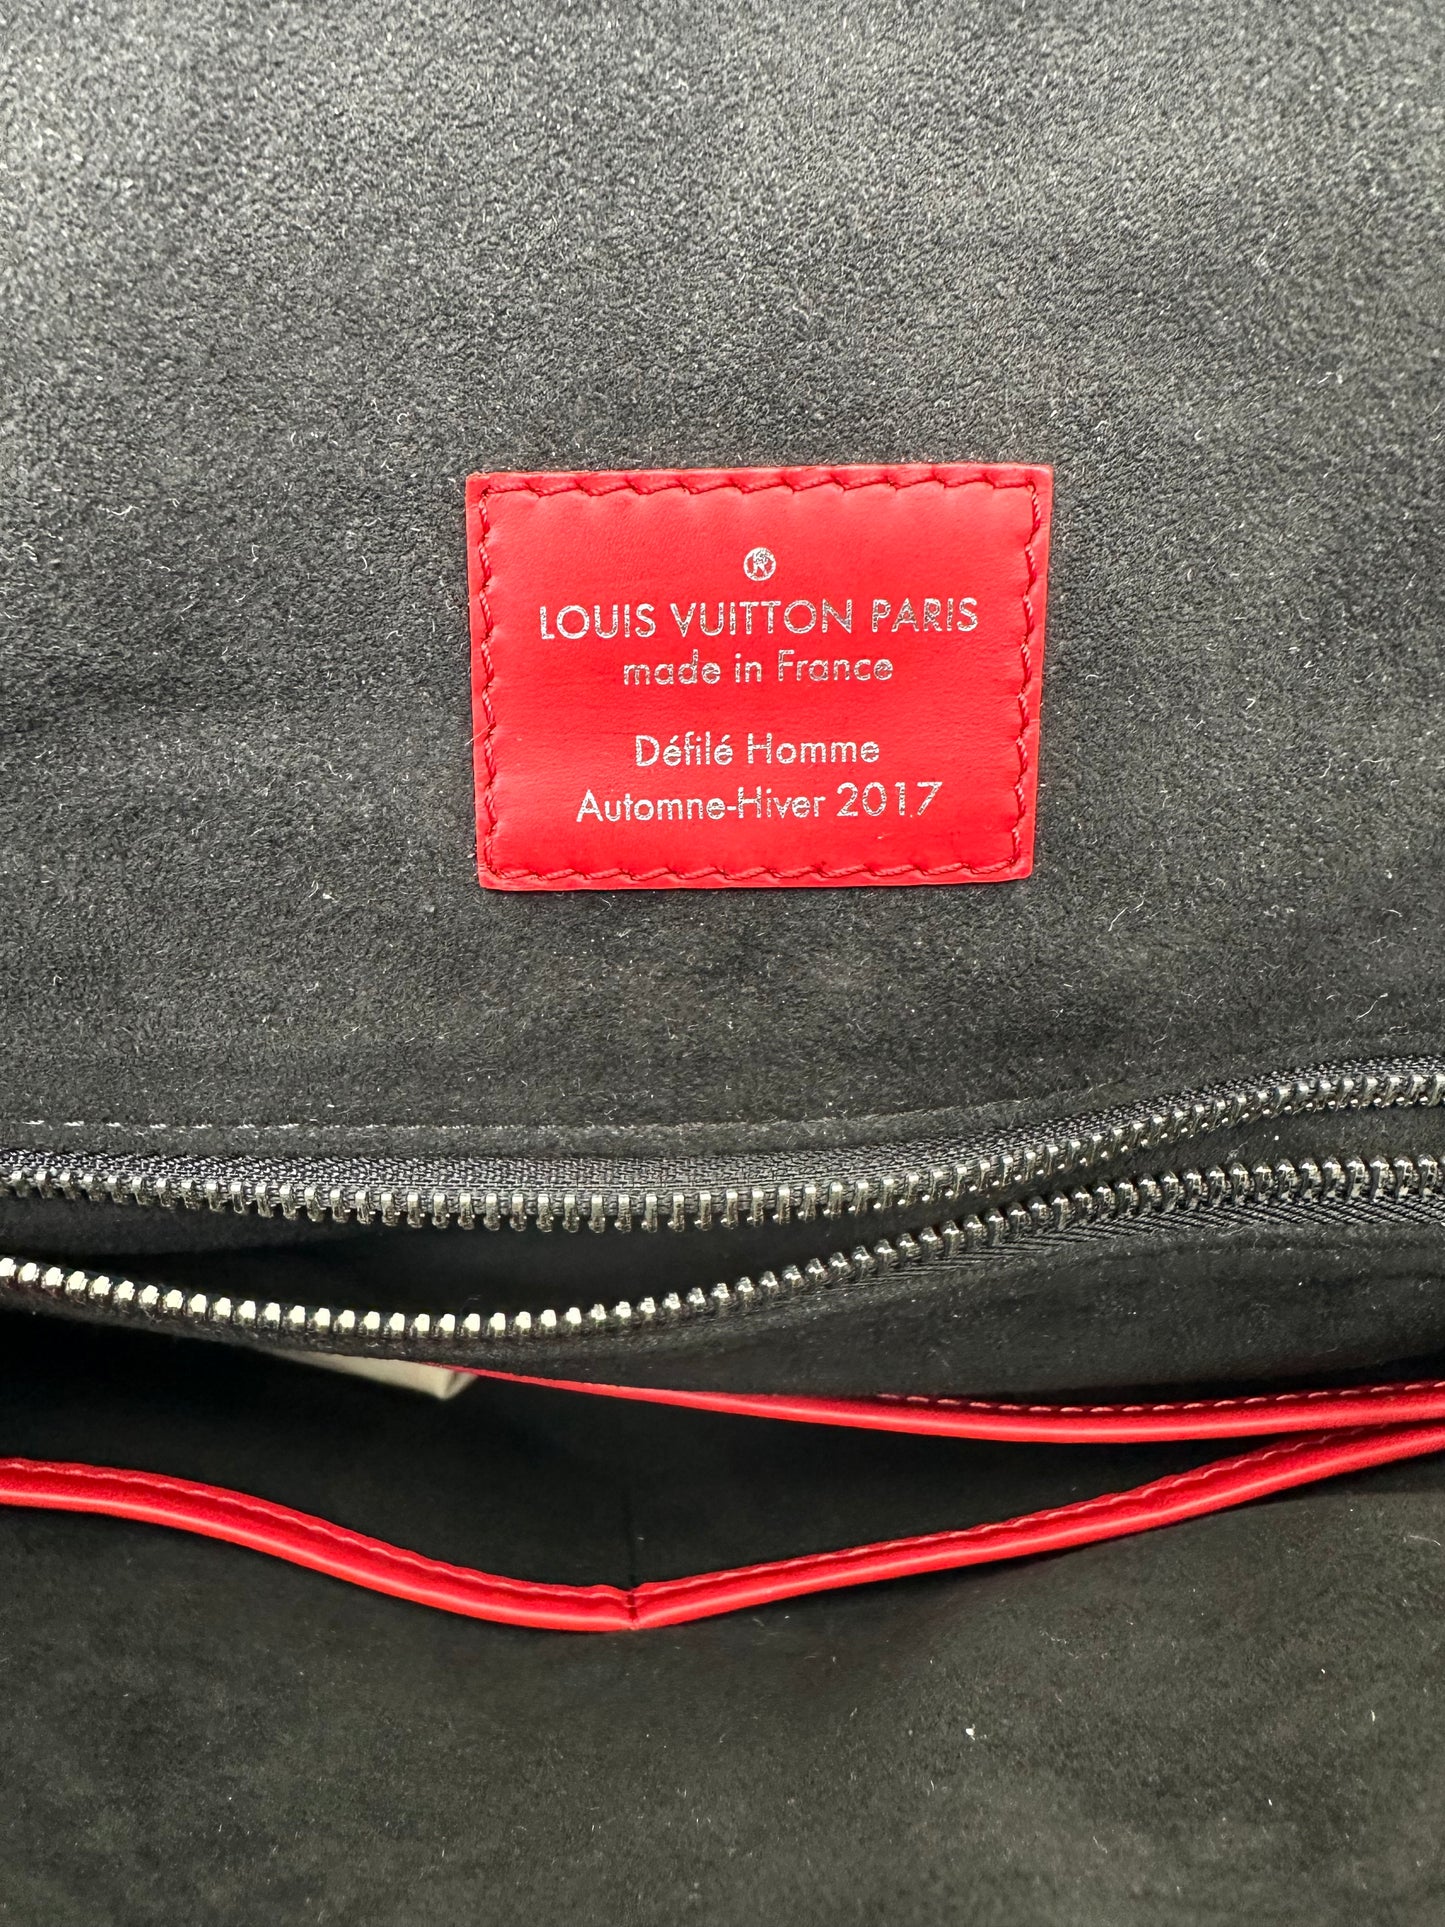 LOUIS VUITTON PARIS
made in France
Défilé Homme
Automne-Hiver 2017